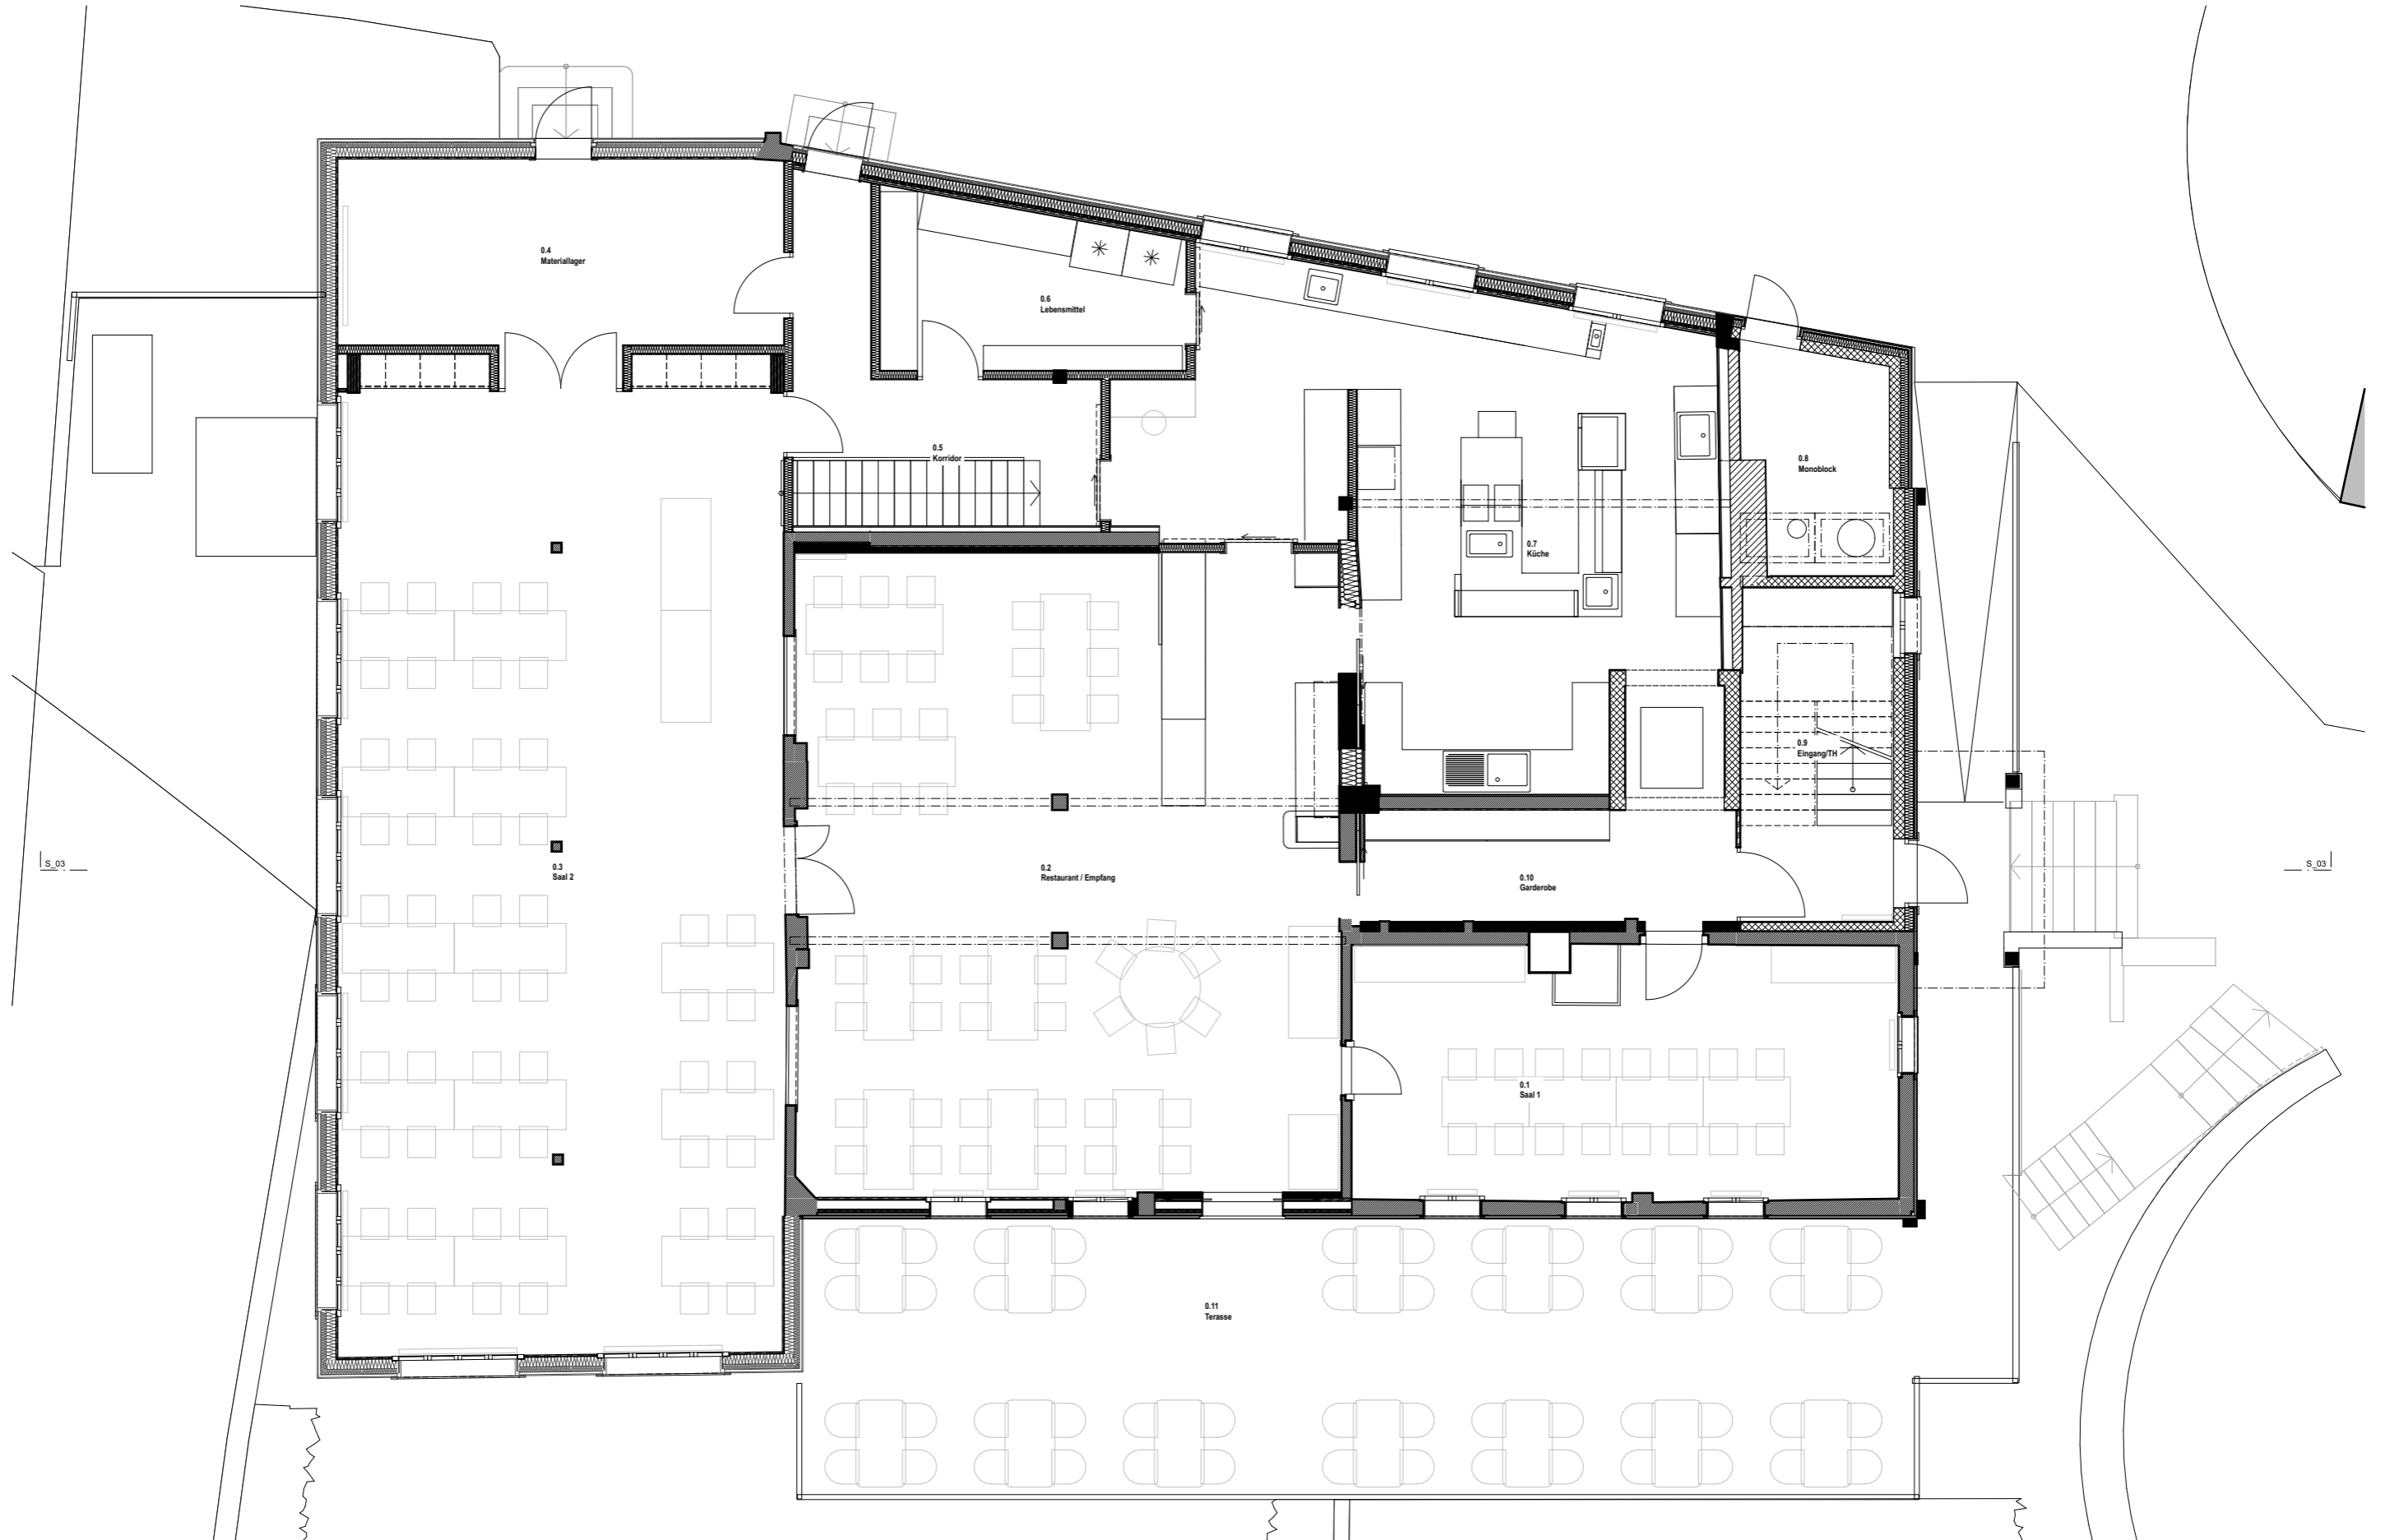 0.4
Materiallager
0.6
Lebensmittel
0.5
Korridor
0.8
Monoblock
0.7
Küche
0.9
Eingang/TH
S_03
0.3
Saal 2
0.2
Restaurant / Empfang
0.10
Garderobe
S_03
0.1
Saal 1
0.11
Terasse